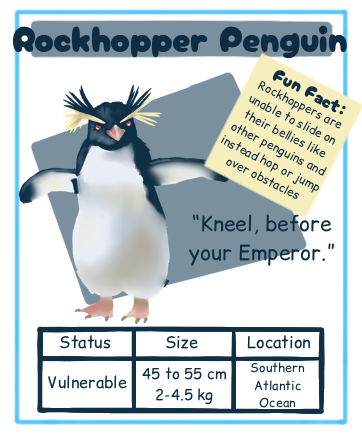 Rockhopper Penguin
Fun Fact:
Rockhoppers are
unable to slide on
their bellies like
other penguins and
instead hop or jump
over obstacles
"Kneel, before
your Emperor."
Status Size Location
Vulnerable
45 to 55 cm
2-4.5 kg
Southern
Atlantic
Ocean